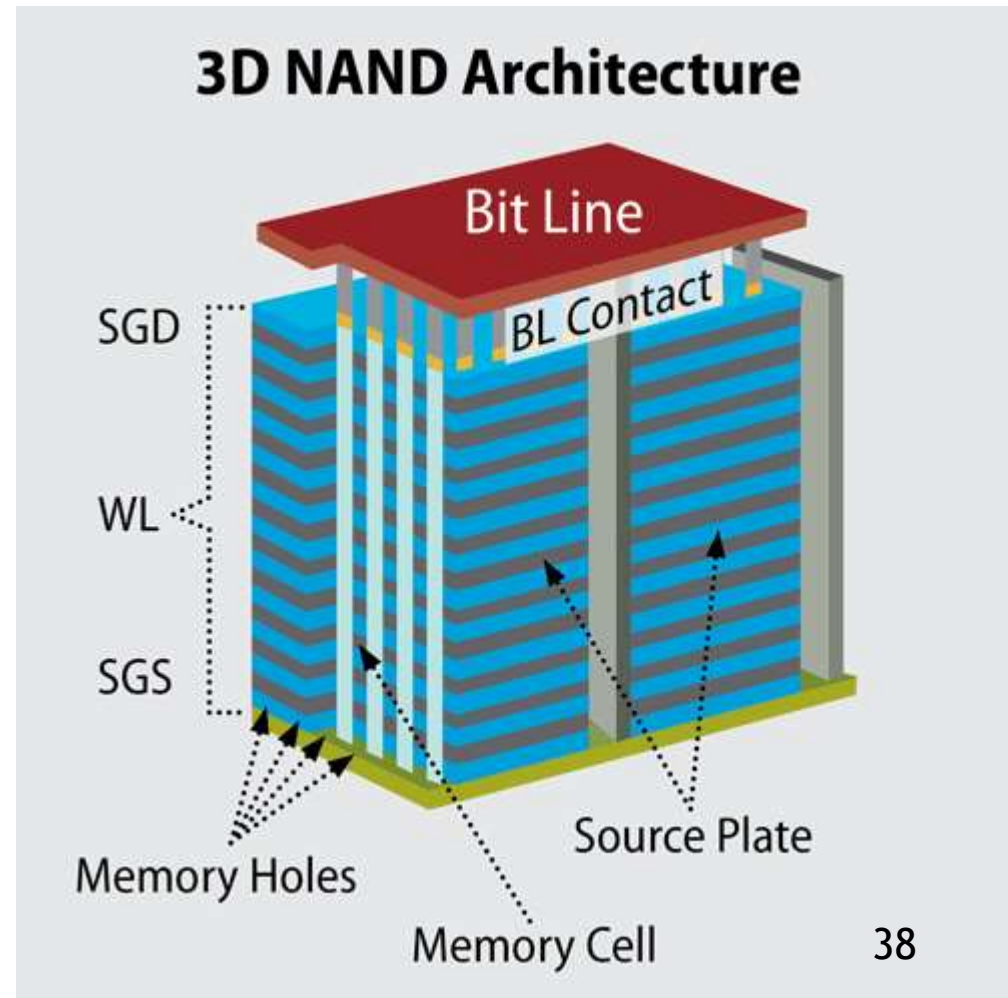 3D NAND Architecture
Bit Line
BL Contact
SGD
WL
SGS
Source Plate
Memory Holes
Memory Cell
38